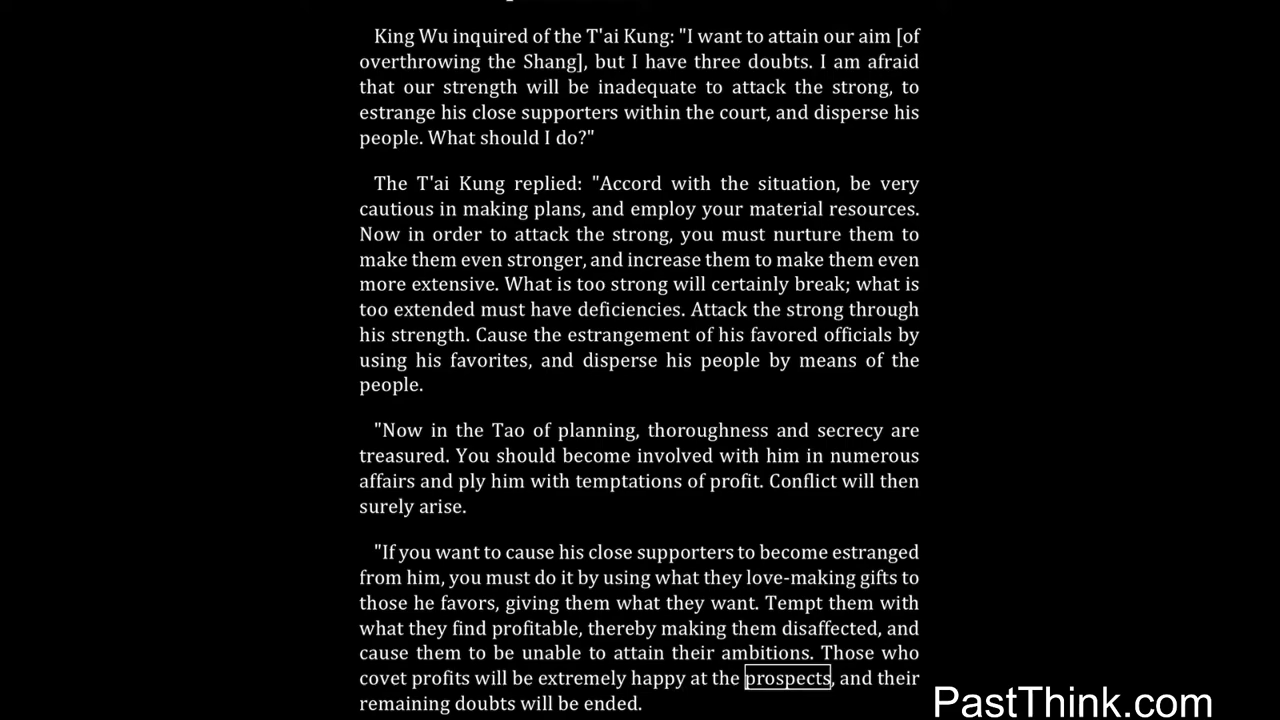 King Wu inquired of the T'ai Kung: "I want to attain our aim [of
overthrowing the Shang], but I have three doubts. I am afraid
that our strength will be inadequate to attack the strong, to
estrange his close supporters within the court, and disperse his
people. What should I do?"
The T'ai Kung replied: "Accord with the situation, be very
cautious in making plans, and employ your material resources.
Now in order to attack the strong, you must nurture them to
make them even stronger, and increase them to make them even
more extensive. What is too strong will certainly break; what is
too extended must have deficiencies. Attack the strong through
his strength. Cause the estrangement of his favored officials by
using his favorites, and disperse his people by means of the
people.
"Now in the Tao of planning, thoroughness and secrecy are
treasured. You should become involved with him in numerous
affairs and ply him with temptations of profit. Conflict will then
surely arise.
"If you want to cause his close supporters to become estranged
from him, you must do it by using what they love-making gifts to
those he favors, giving them what they want. Tempt them with
what they find profitable, thereby making them disaffected, and
cause them to be unable to attain their ambitions. Those who
covet profits will be extremely happy at the prospects, and their
remaining doubts will be ended.
PastThink.com